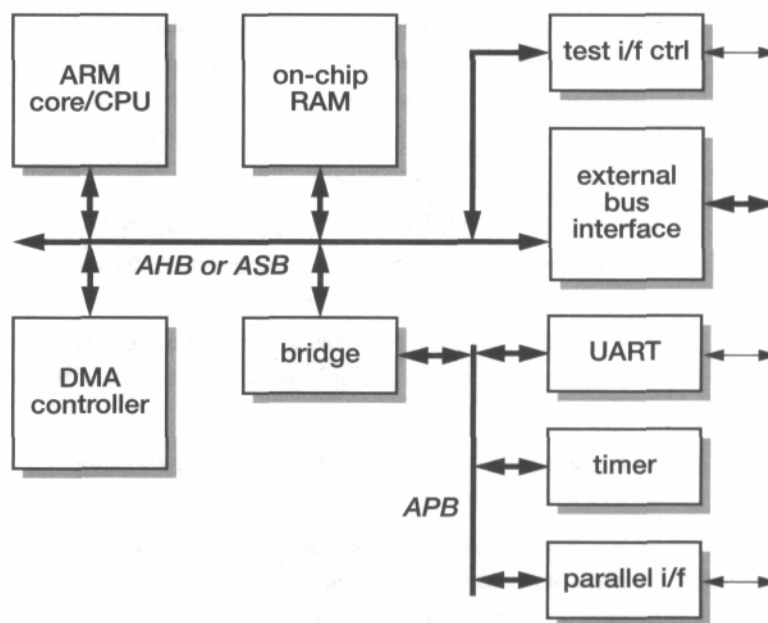 ARM
core/CPU
on-chip
RAM
test i/f ctrl
external
bus
interface
AHB or ASB
DMA
controller
bridge
UART
timer
APB
parallel i/f